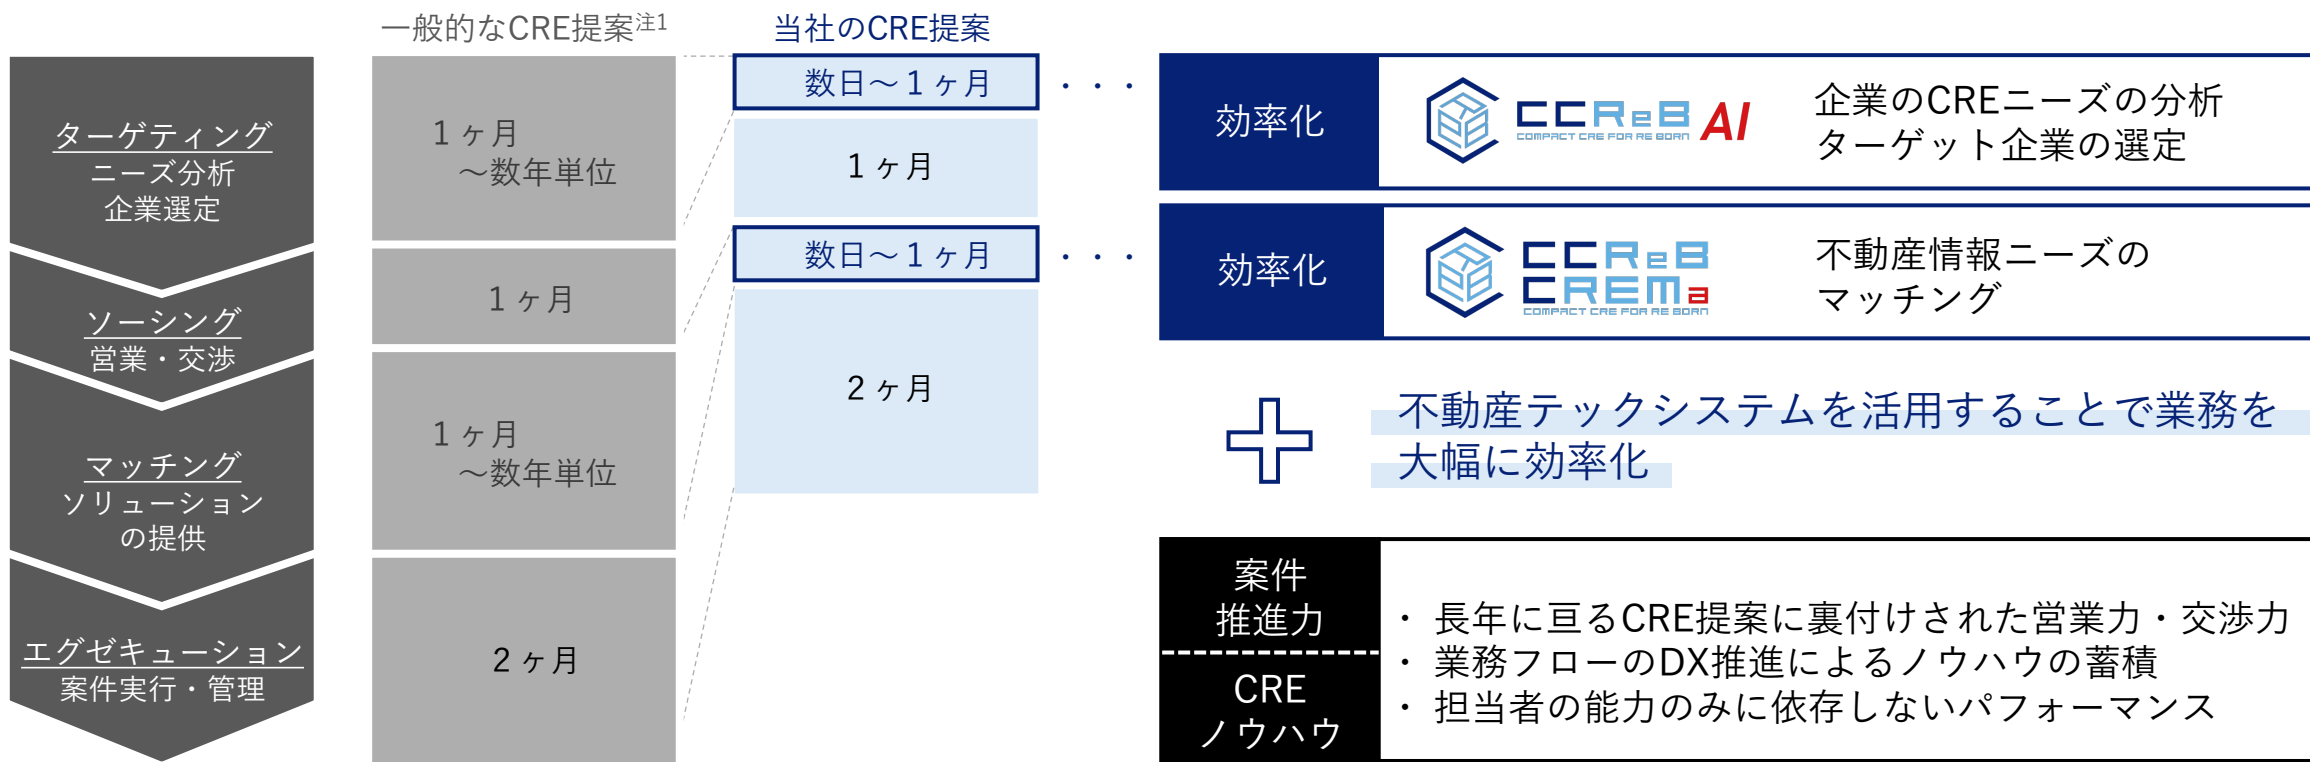 一般的なCRE提案注1
当社のCRE提案
ターゲティング
ニーズ分析
企業選定
ソーシング
営業・交渉
マッチング
ソリューション
の提供
エグゼキューション
案件実行・管理
1ヶ月
～数年単位
1ヶ月
1ヶ月
～数年単位
2ヶ月
数日～1ヶ月
1ヶ月
数日～1ヶ月
2ヶ月
・・・
・・・
効率化
CCReB AI
COMPACT CRE FOR RE BORN
企業のCREニーズの分析
ターゲット企業の選定
効率化
CCReB
CREMa
COMPACT CRE FOR RE BORN
不動産情報ニーズの
マッチング
不動産テックシステムを活用することで業務を
大幅に効率化
案件
推進力
CRE
ノウハウ
・ 長年に亘るCRE提案に裏付けされた営業力・交渉力
・ 業務フローのDX推進によるノウハウの蓄積
・ 担当者の能力のみに依存しないパフォーマンス